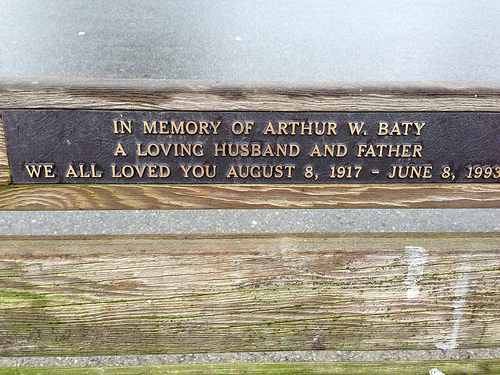 IN MEMORY OF ARTHUR W. BATY
A LOVING HUSBAND AND FATHER
WE ALL LOVED YOU AUGUST 8, 1917 - JUNE 8, 1993